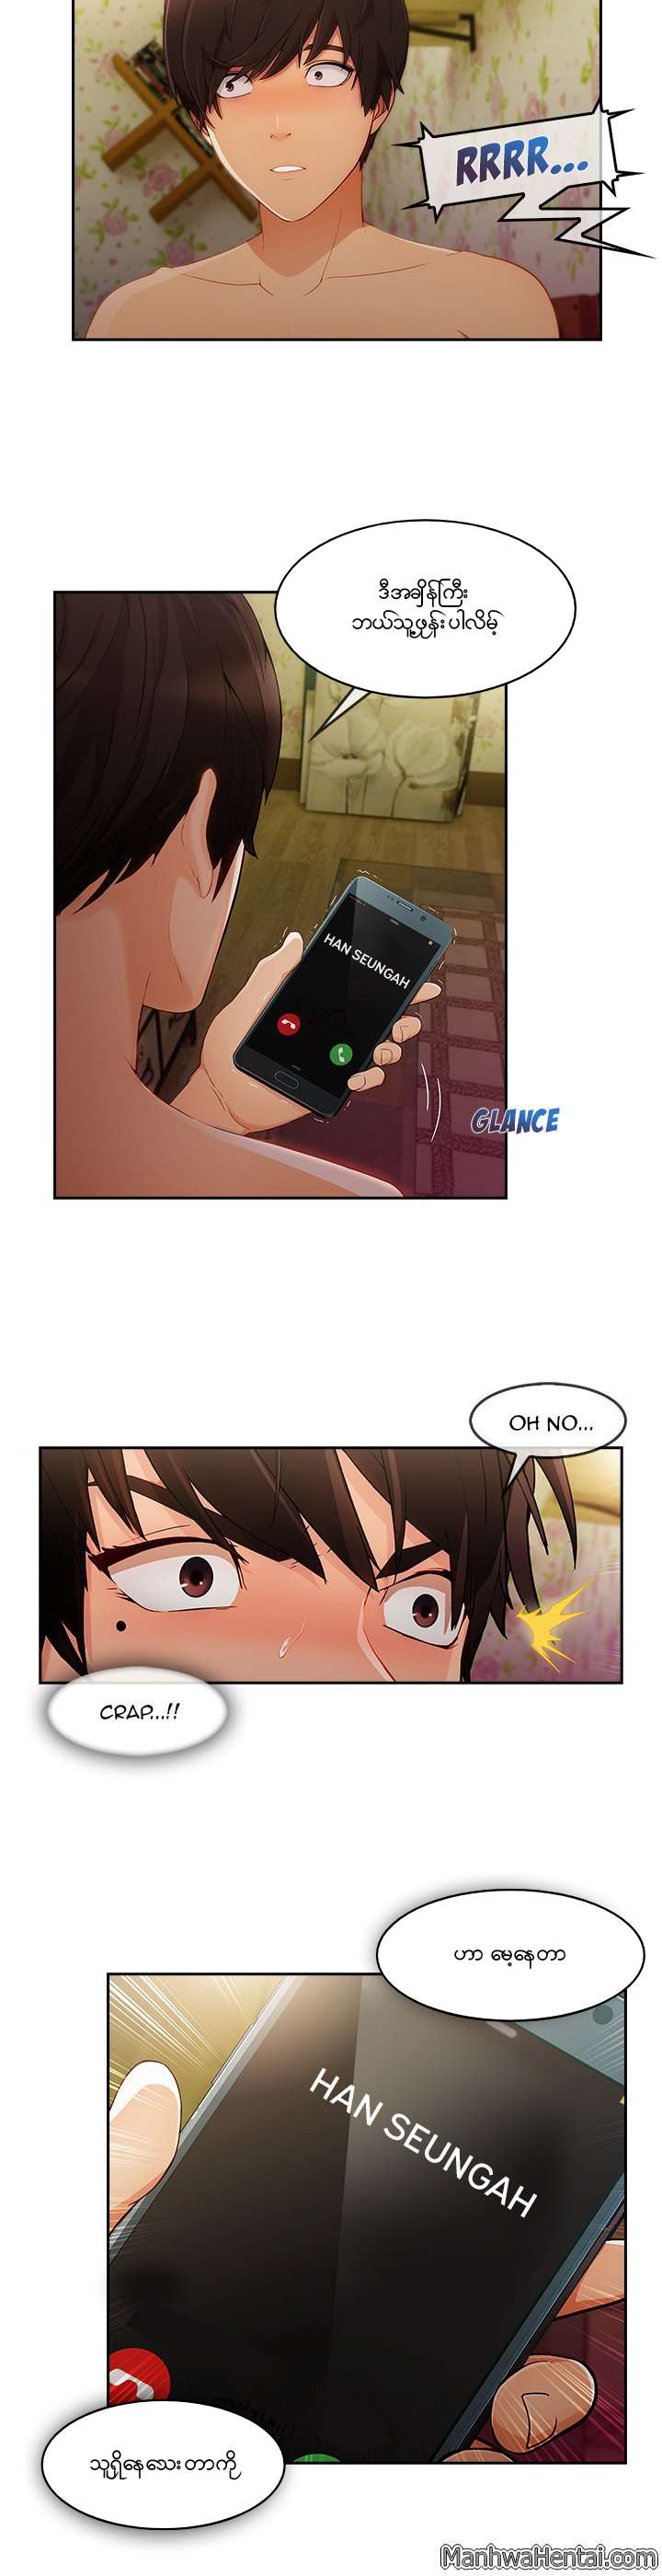 RRRR...
ဒီအချိန်ကြီး
ဘယ်သူ့ဖုန်းပါလိမ့်
HAN SEUNGAH
GLANCE
OH NO...
CRAP...!!
ဟာ မေ့နေတာ
HAN SEUNGAH
သူရှိနေသေးတာကို
ManhwaHentai.com